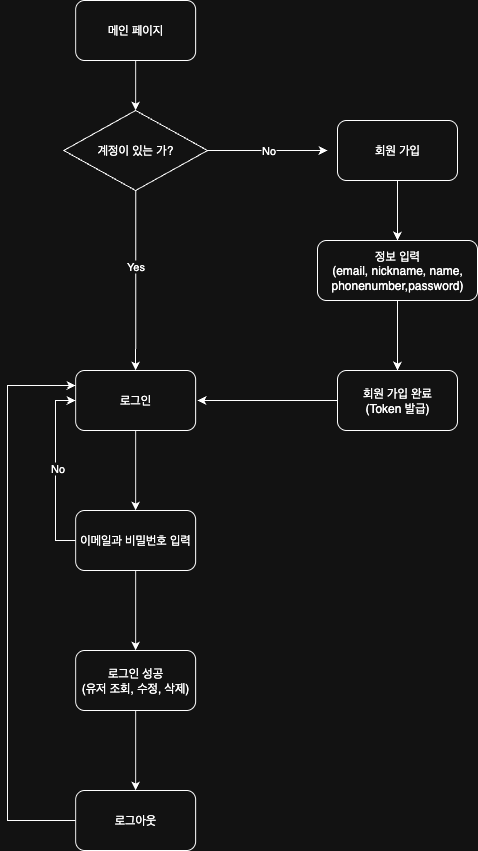 메인 페이지
계정이 있는 가?
No
회원 가입
정보 입력
(email, nickname, name,
phonenumber,password)
Yes
로그인
회원 가입 완료
(Token 발급)
No
이메일과 비밀번호 입력
로그인 성공
(유저 조회, 수정, 삭제)
로그아웃